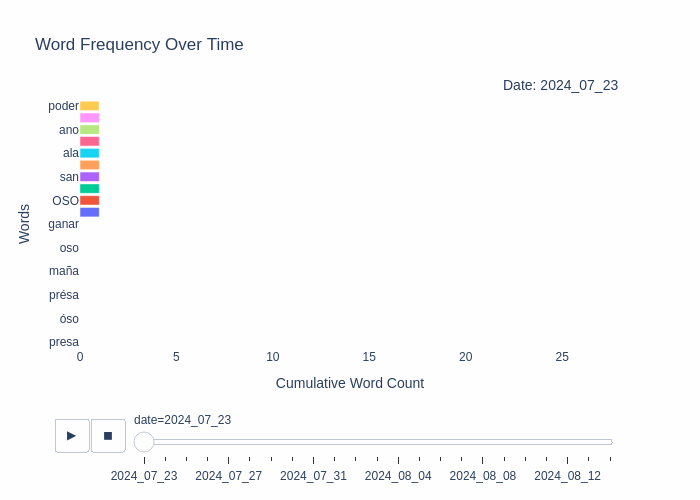 Word Frequency Over Time
Date: 2024_07_23
poder
ano
ala
san
OSO
ganar
oso
maña
présa
óso
presa
Words
0 5 10 15 20 25
Cumulative Word Count
date=2024_07_23
2024_07_23 2024_07_27 2024_07_31 2024_08_04 2024_08_08 2024_08_12